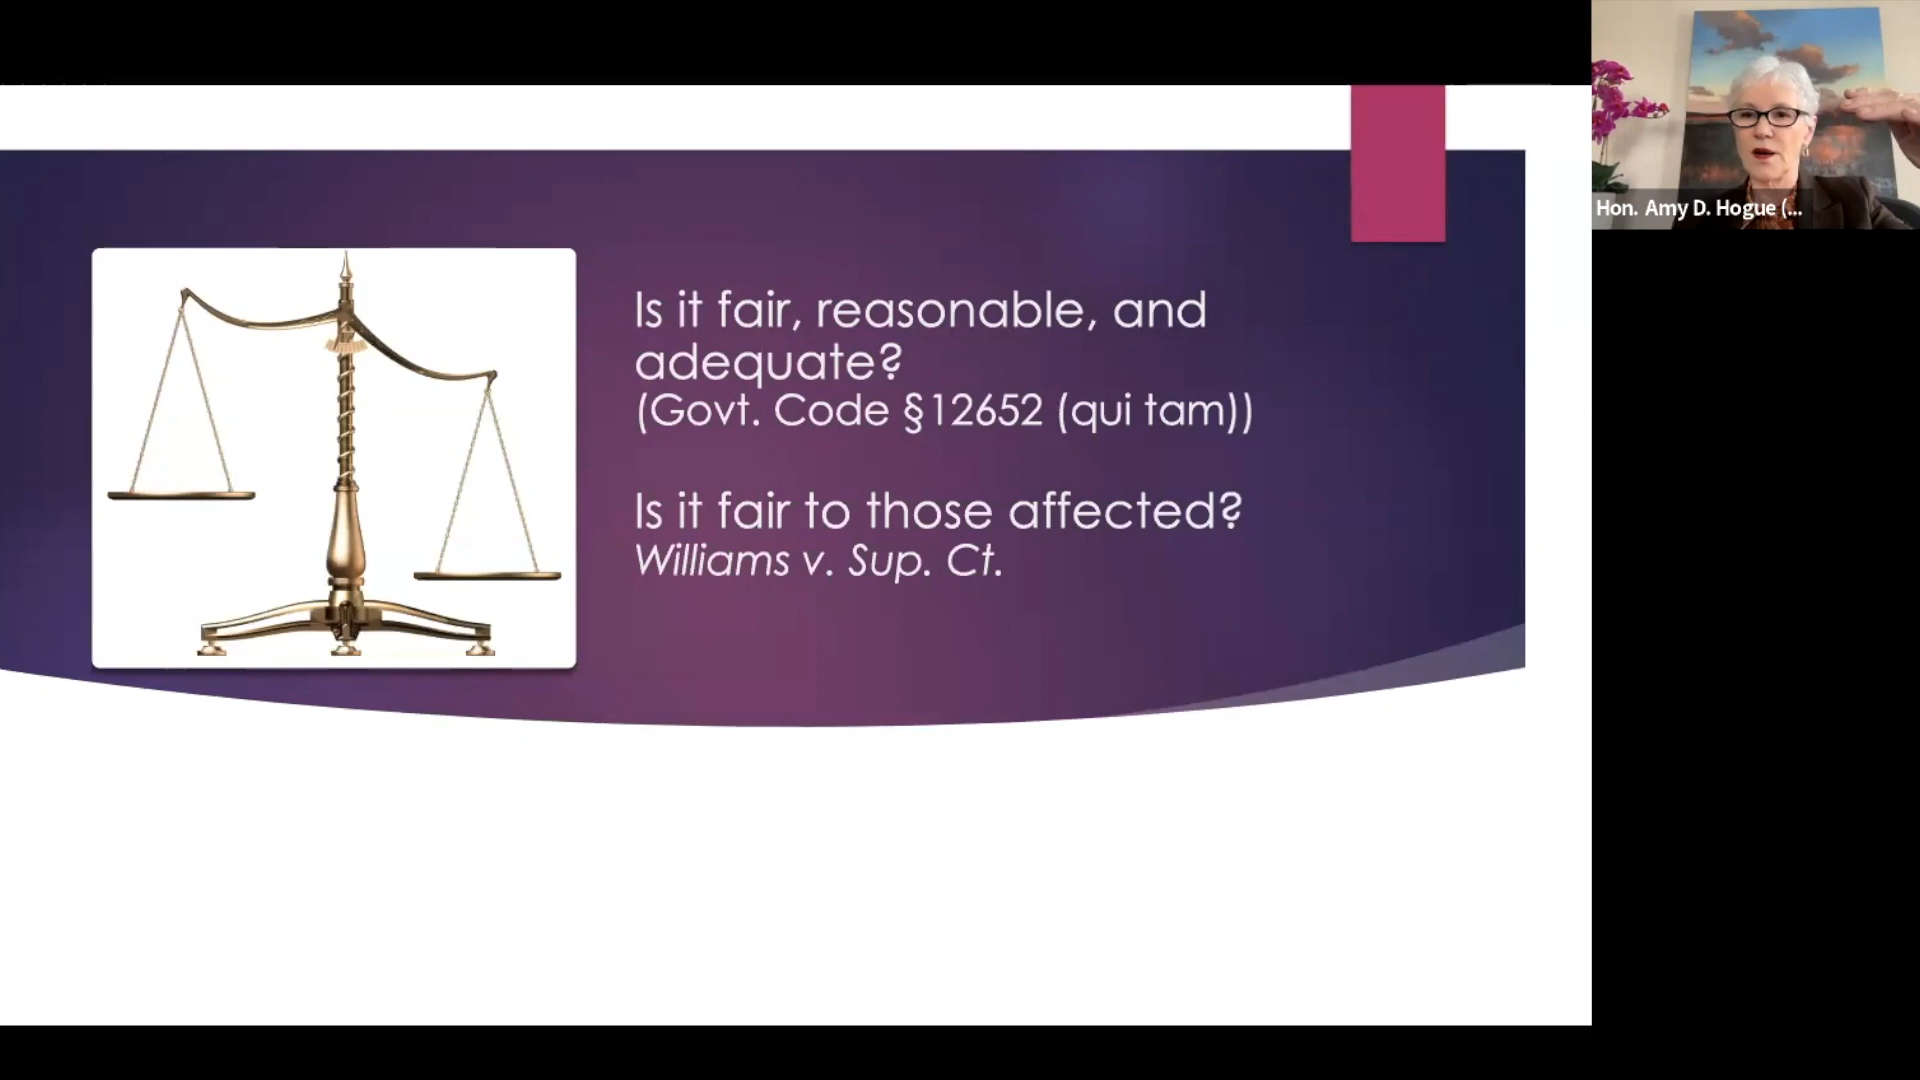 Is it fair, reasonable, and
adequate?
(Govt. Code §12652 (qui tam))
Is it fair to those affected?
Williams v. Sup. Ct.
Hon. Amy D. Hogue (...